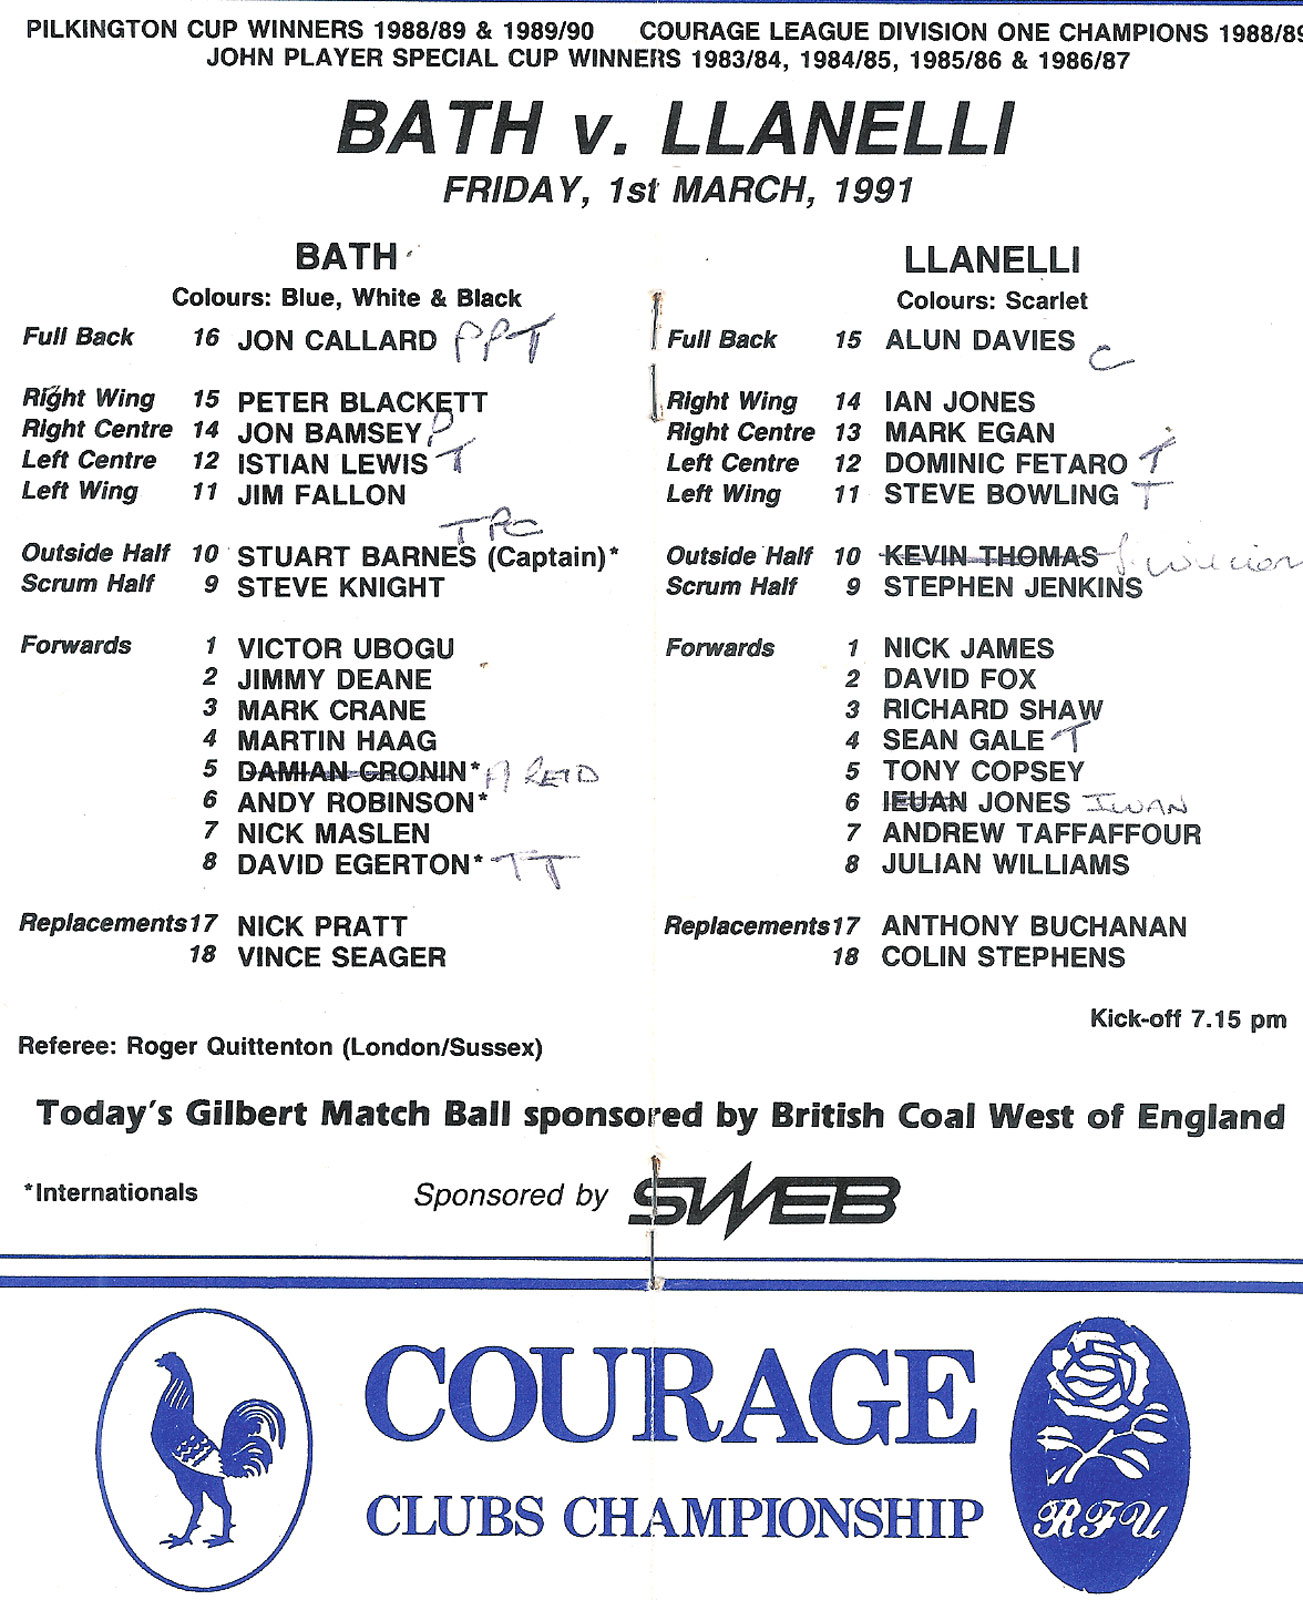 PILKINGTON CUP WINNERS 1988/89 & 1989/90 COURAGE LEAGUE DIVISION ONE CHAMPIONS 1988/89
JOHN PLAYER SPECIAL CUP WINNERS 1983/84, 1984/85, 1985/86 & 1986/87
BATH v. LLANELLI
FRIDAY, 1st MARCH, 1991
BATH
Colours: Blue, White & Black
Full Back 16 JON CALLARD PPT
Right Wing 15 PETER BLACKETT
Right Centre 14 JON BAMSEY P
Left Centre 12 ISTIAN LEWIS T
Left Wing 11 JIM FALLON
TPC
Outside Half 10 STUART BARNES (Captain)*
Scrum Half 9 STEVE KNIGHT
Forwards 1 VICTOR UBOGU
2 JIMMY DEANE
3 MARK CRANE
4 MARTIN HAAG
5 DAMIAN CRONIN* A REID
6 ANDY ROBINSON*
7 NICK MASLEN
8 DAVID EGERTON* TT
Replacements 17 NICK PRATT
18 VINCE SEAGER
LLANELLI
Colours: Scarlet
Full Back 15 ALUN DAVIES C
Right Wing 14 IAN JONES
Right Centre 13 MARK EGAN
Left Centre 12 DOMINIC FETARO T
Left Wing 11 STEVE BOWLING T
Outside Half 10 KEVIN THOMAS
Scrum Half 9 STEPHEN JENKINS
Forwards 1 NICK JAMES
2 DAVID FOX
3 RICHARD SHAW
4 SEAN GALE T
5 TONY COPSEY
6 IEUAN JONES IWAN
7 ANDREW TAFFAFFOUR
8 JULIAN WILLIAMS
Replacements 17 ANTHONY BUCHANAN
18 COLIN STEPHENS
Kick-off 7.15 pm
Referee: Roger Quittenton (London/Sussex)
Today's Gilbert Match Ball sponsored by British Coal West of England
*Internationals
Sponsored by SWEB
COURAGE
CLUBS CHAMPIONSHIP
RFU